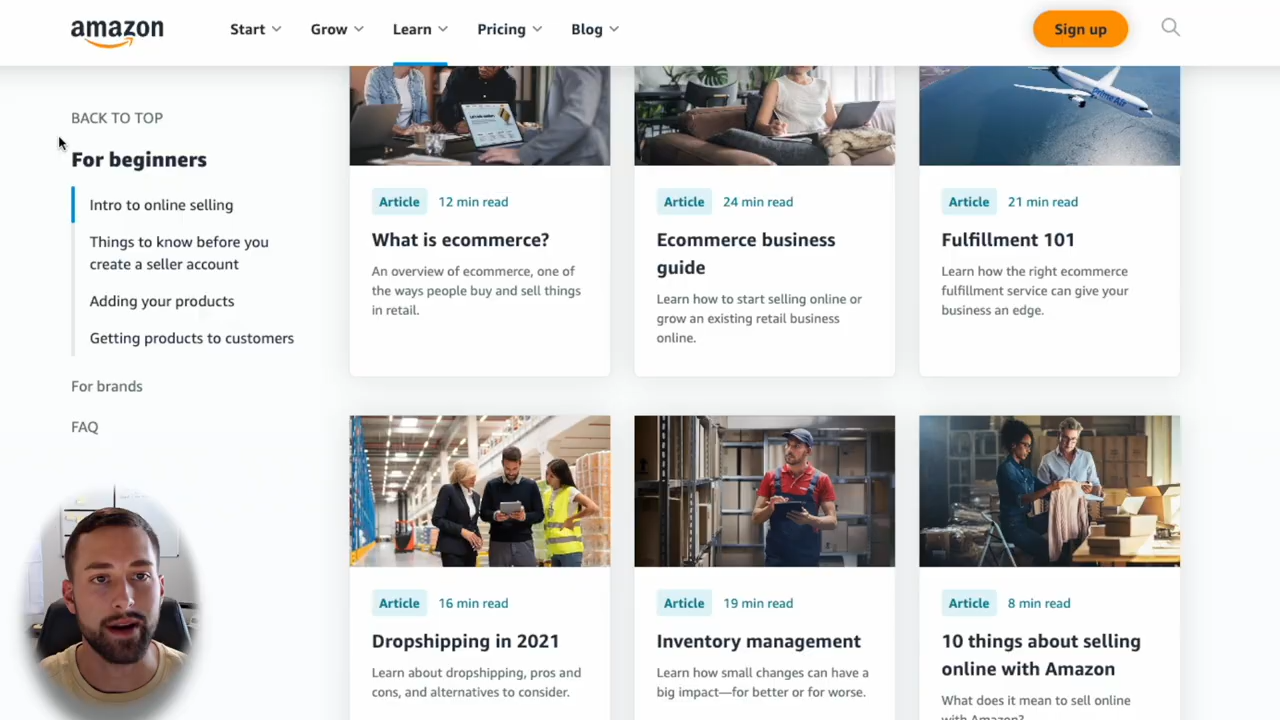 amazon
Start
Grow
Learn
Pricing
Blog
Sign up
BACK TO TOP
For beginners
Intro to online selling
Things to know before you
create a seller account
Adding your products
Getting products to customers
For brands
FAQ
Article 12 min read
What is ecommerce?
An overview of ecommerce, one of
the ways people buy and sell things
in retail.
Article 24 min read
Ecommerce business
guide
Learn how to start selling online or
grow an existing retail business
online.
prime air
Article 21 min read
Fulfillment 101
Learn how the right ecommerce
fulfillment service can give your
business an edge.
Article 16 min read
Dropshipping in 2021
Learn about dropshipping, pros and
cons, and alternatives to consider.
Article 19 min read
Inventory management
Learn how small changes can have a
big impact—for better or for worse.
Article 8 min read
10 things about selling
online with Amazon
What does it mean to sell online
with Amazon?